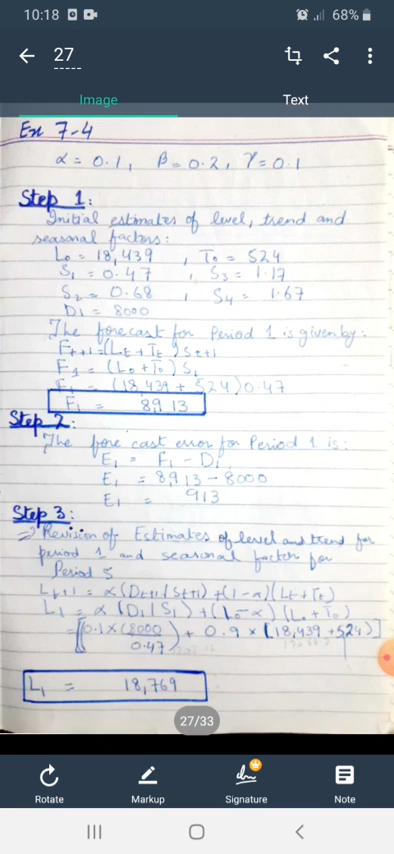 10:18 68%
27
Image Text
Ex 7-4
α = 0.1, β = 0.2, γ = 0.1
Step 1:
Initial estimates of level, trend and
seasonal factors:
L₀ = 18,439 , T₀ = 524
S₁ = 0.47 , S₃ = 1.17
S₂ = 0.68 , S₄ = 1.67
D₁ = 8000
The forecast for Period 1 is given by:
Ft+1 = (Lt + Tt) St+1
F₁ = (L₀ + T₀) S₁
F₁ = (18,439 + 524) 0.47
F₁ = 8913
Step 2:
The fore cast error for Period 1 is:
E₁ = F₁ - D₁
E₁ = 8913 - 8000
E₁ = 913
Step 3:
⇒ Revision of Estimates of level and trend for
period 1 and seasonal factor for
Period 5
Lt+1 = α (Dt+1 / St+1) + (1-α) (Lt + Tt)
L₁ = α (D₁ / S₁) + (1-α) (L₀ + T₀)
= [(0.1 × (8000 / 0.47) + 0.9 × (18,439 + 524)]
L₁ = 18,769
27/33
Rotate Markup Signature Note